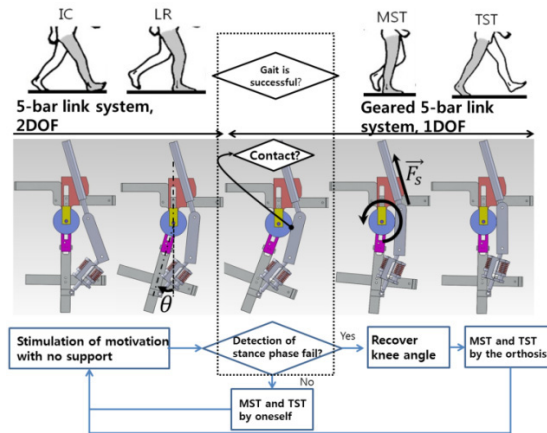 IC
LR
MST
TST
Gait is
successful?
5-bar link system,
2DOF
Geared 5-bar link
system, 1DOF
Contact?
F_s
θ
Stimulation of motivation
with no support
Detection of
stance phase fail?
Yes
Recover
knee angle
MST and TST
by the orthosis
No
MST and TST
by oneself